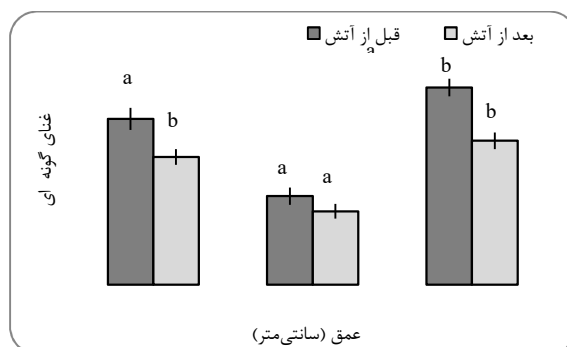 قبل از آتش بعد از آتش
a
b
a b
b
a a
غنای گونه ای
عمق (سانتی‌متر)